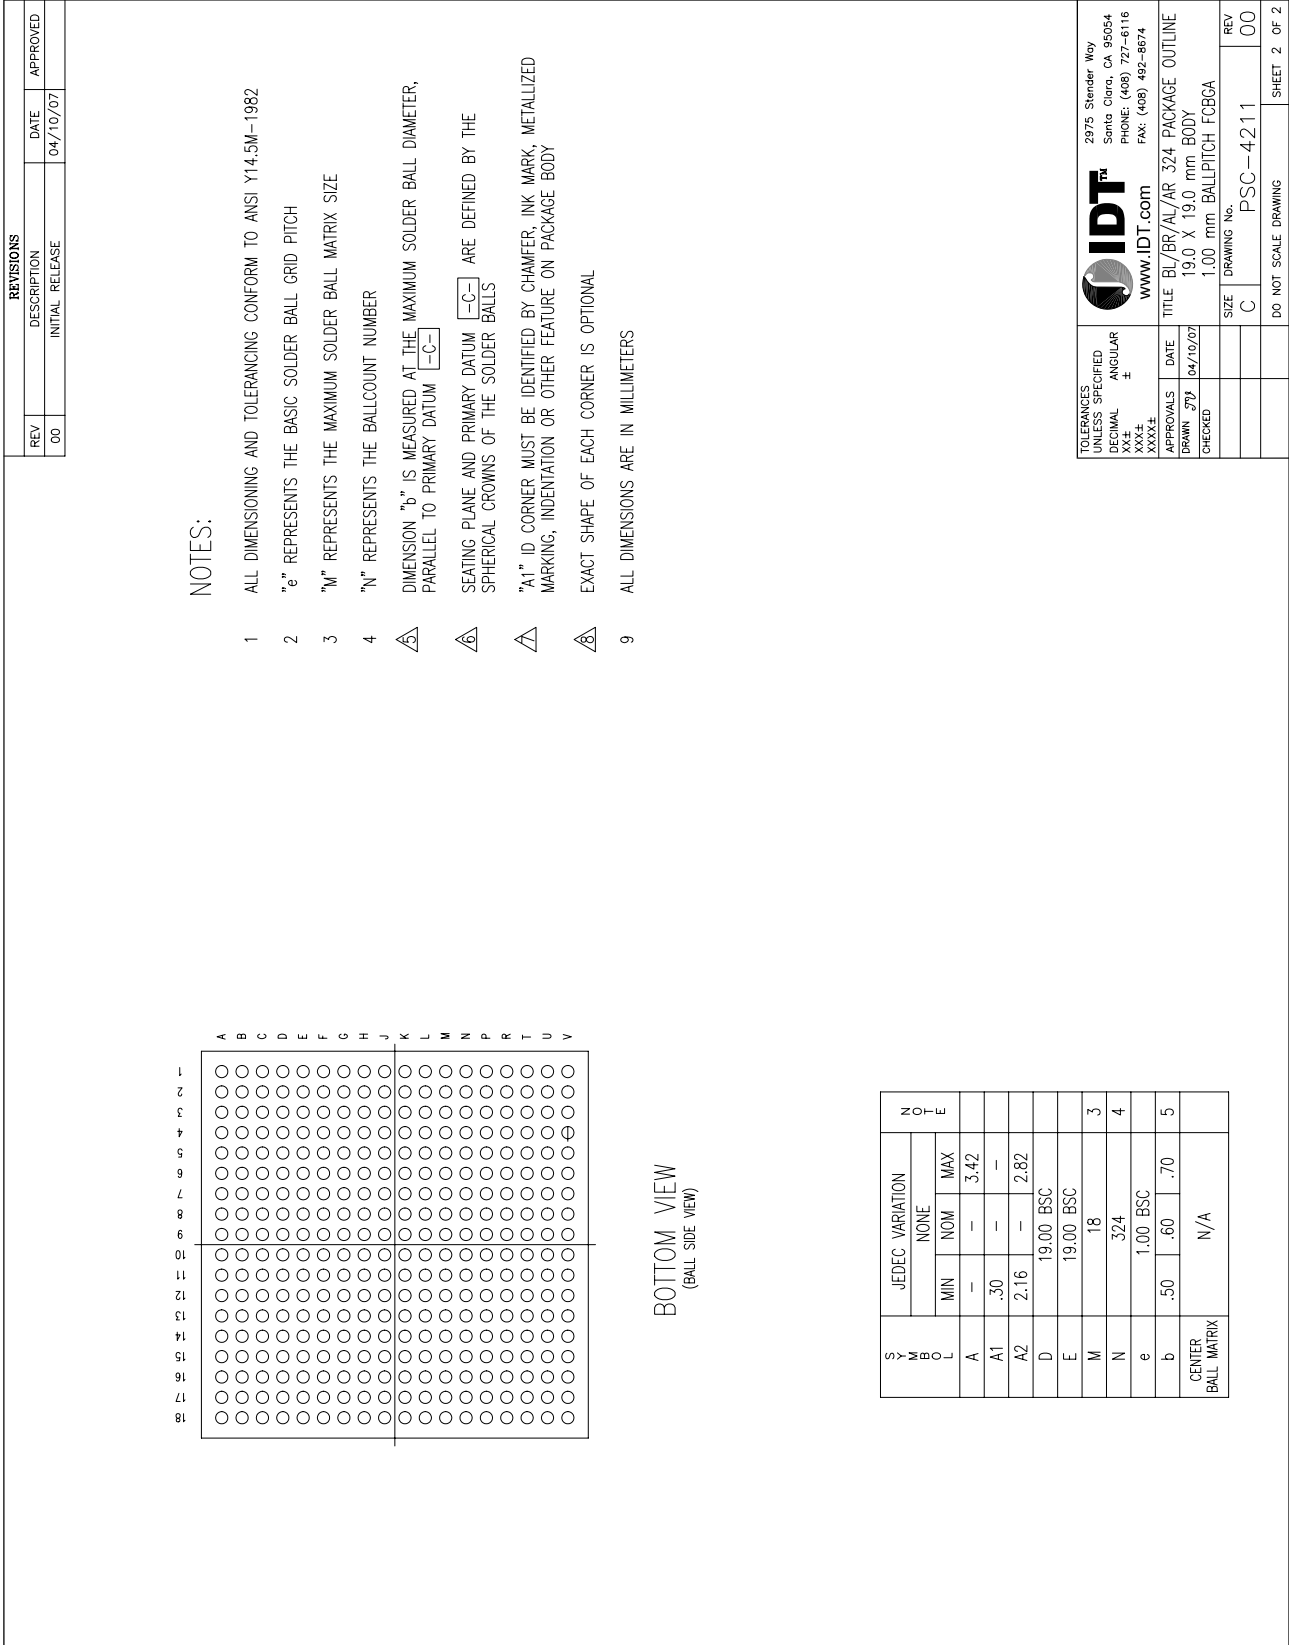 REVISIONS
REV DESCRIPTION DATE APPROVED
00 INITIAL RELEASE 04/10/07
NOTES:
1 ALL DIMENSIONING AND TOLERANCING CONFORM TO ANSI Y14.5M-1982
2 "e" REPRESENTS THE BASIC SOLDER BALL GRID PITCH
3 "M" REPRESENTS THE MAXIMUM SOLDER BALL MATRIX SIZE
4 "N" REPRESENTS THE BALLCOUNT NUMBER
5 DIMENSION "b" IS MEASURED AT THE MAXIMUM SOLDER BALL DIAMETER,
PARALLEL TO PRIMARY DATUM -C-
6 SEATING PLANE AND PRIMARY DATUM -C- ARE DEFINED BY THE
SPHERICAL CROWNS OF THE SOLDER BALLS
7 "A1" ID CORNER MUST BE IDENTIFIED BY CHAMFER, INK MARK, METALLIZED
MARKING, INDENTATION OR OTHER FEATURE ON PACKAGE BODY
8 EXACT SHAPE OF EACH CORNER IS OPTIONAL
9 ALL DIMENSIONS ARE IN MILLIMETERS
18 17 16 15 14 13 12 11 10 9 8 7 6 5 4 3 2 1
A
B
C
D
E
F
G
H
J
K
L
M
N
P
R
T
U
V
BOTTOM VIEW
(BALL SIDE VIEW)
SYMBOL JEDEC VARIATION NOTE
NONE
MIN NOM MAX
A - - 3.42
A1 .30 - -
A2 2.16 - 2.82
D 19.00 BSC
E 19.00 BSC
M 18 3
N 324 4
e 1.00 BSC
b .50 .60 .70 5
CENTER
BALL MATRIX N/A
TOLERANCES
UNLESS SPECIFIED
DECIMAL ANGULAR
XX± ±
XXX±
XXXX±
APPROVALS DATE
DRAWN 04/10/07
CHECKED
IDT™
www.IDT.com
2975 Stender Way
Santa Clara, CA 95054
PHONE: (408) 727-6116
FAX: (408) 492-8674
TITLE BL/BR/AL/AR 324 PACKAGE OUTLINE
19.0 X 19.0 mm BODY
1.00 mm BALLPITCH FCBGA
SIZE DRAWING No. REV
C PSC-4211 00
DO NOT SCALE DRAWING SHEET 2 OF 2